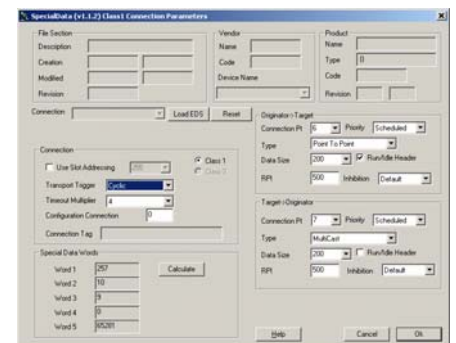 SpecialData (v1.1.2) Class1 Connection Parameters
File Section
Description
Creation
Modified
Revision
Vendor
Name
Code
Device Name
Product
Name
Type 0
Code
Revision
Connection
Load EDS
Reset
Connection
Use Slot Addressing
Class 1
Transport Trigger Cyclic
Timeout Multiplier 4
Configuration Connection 0
Connection Tag
Special Data Words
Word 1 257
Word 2 10
Word 3 9
Word 4 0
Word 5 65281
Calculate
Originator>Target
Connection Pt 6 Priority Scheduled
Type Point To Point
Data Size 200 Run/Idle Header
RPI 500 Inhibition Default
Target>Originator
Connection Pt 7 Priority Scheduled
Type MultiCast
Data Size 200 Run/Idle Header
RPI 500 Inhibition Default
Help
Cancel
Ok